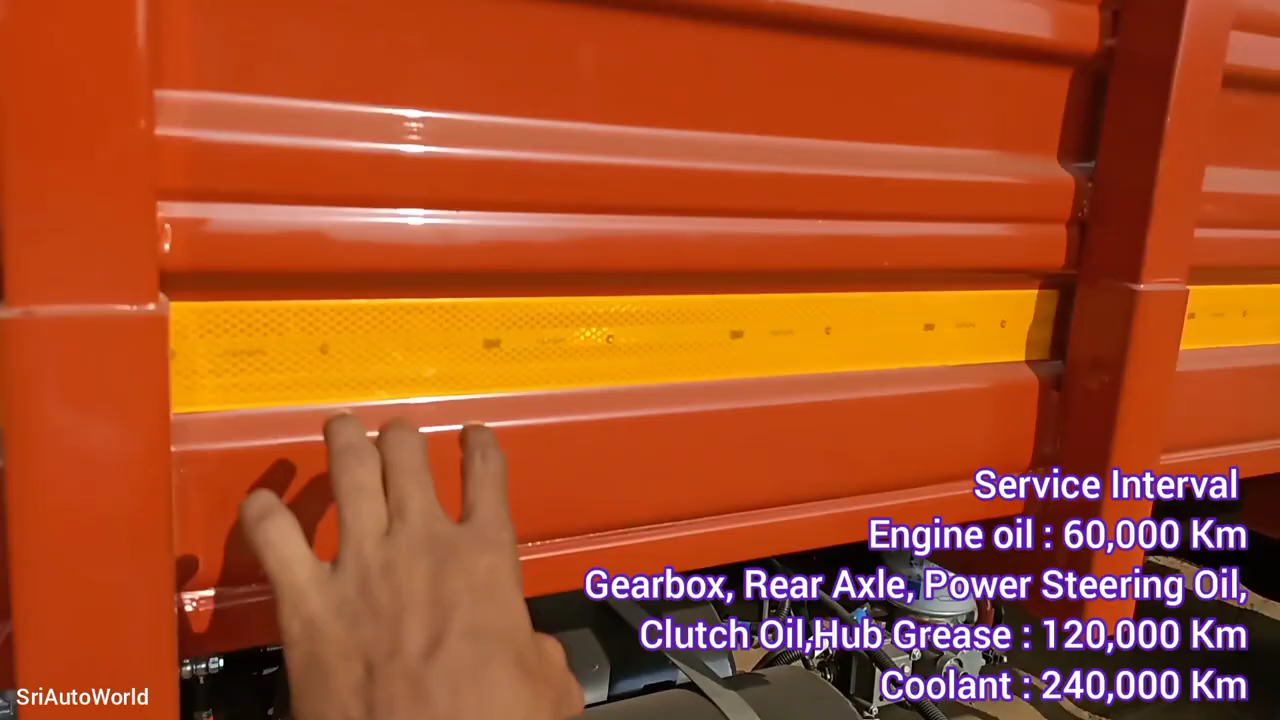 Service Interval
Engine oil : 60,000 Km
Gearbox, Rear Axle, Power Steering Oil,
Clutch Oil,Hub Grease : 120,000 Km
Coolant : 240,000 Km
SriAutoWorld